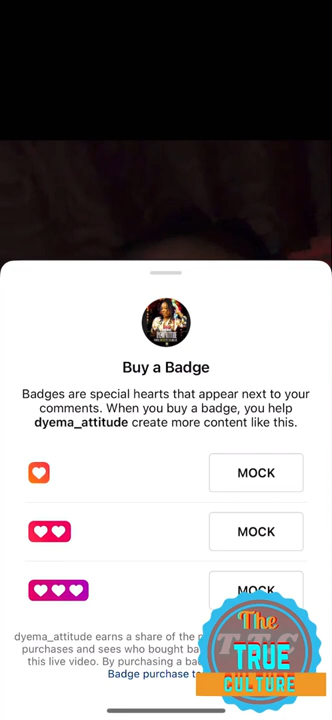 Buy a Badge
Badges are special hearts that appear next to your
comments. When you buy a badge, you help
dyema_attitude create more content like this.
MOCK
MOCK
MOCK
dyema_attitude earns a share of the
purchases and sees who bought
this live video. By purchasing a
Badge purchase
The
T.T.C
TRUE
CULTURE